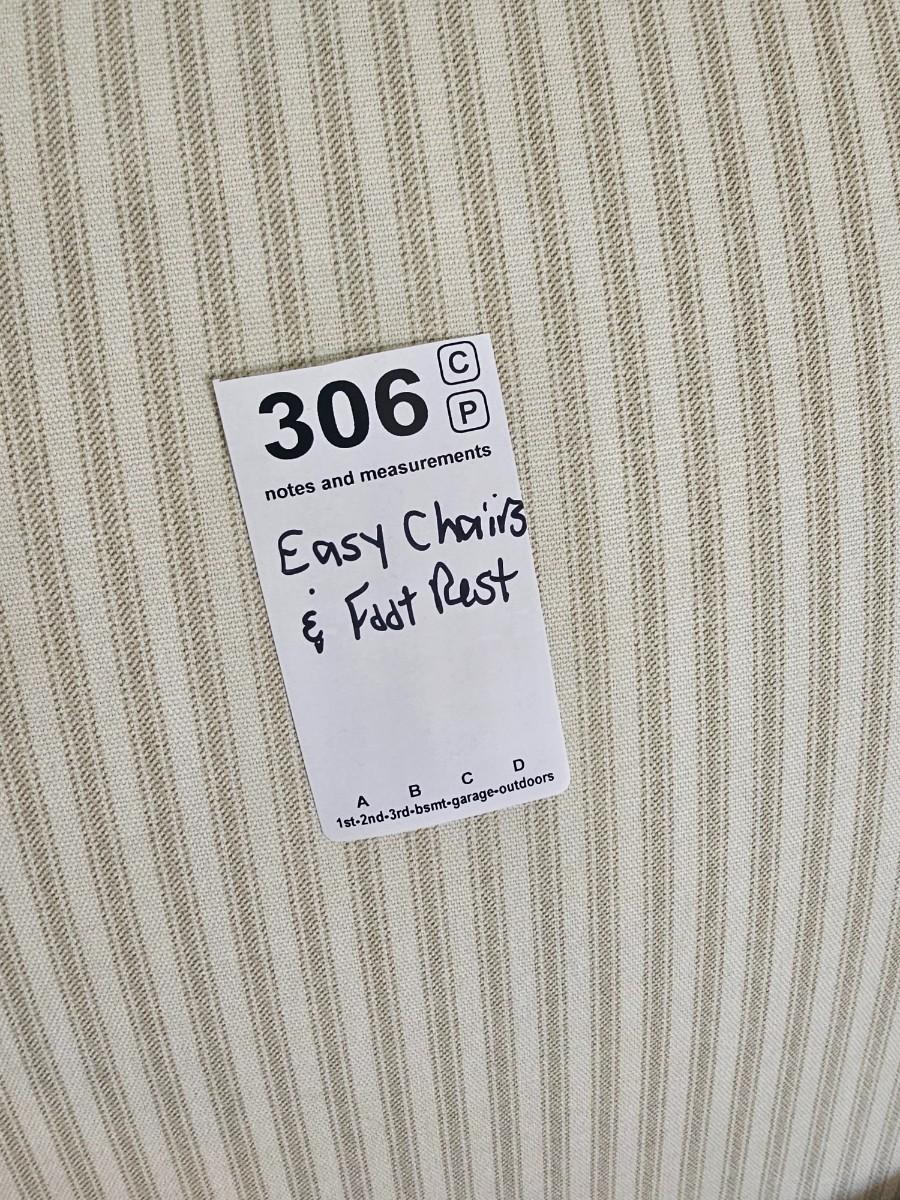 306
C
P
notes and measurements
Easy Chairs
& Foot Rest
A B C D
1st-2nd-3rd-bsmt-garage-outdoors